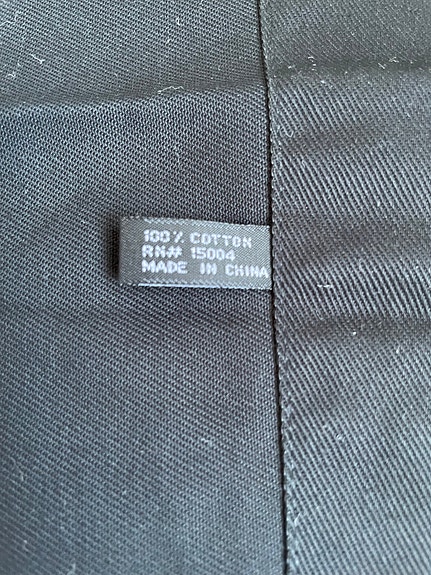 100% COTTON
RN# 15004
MADE IN CHINA